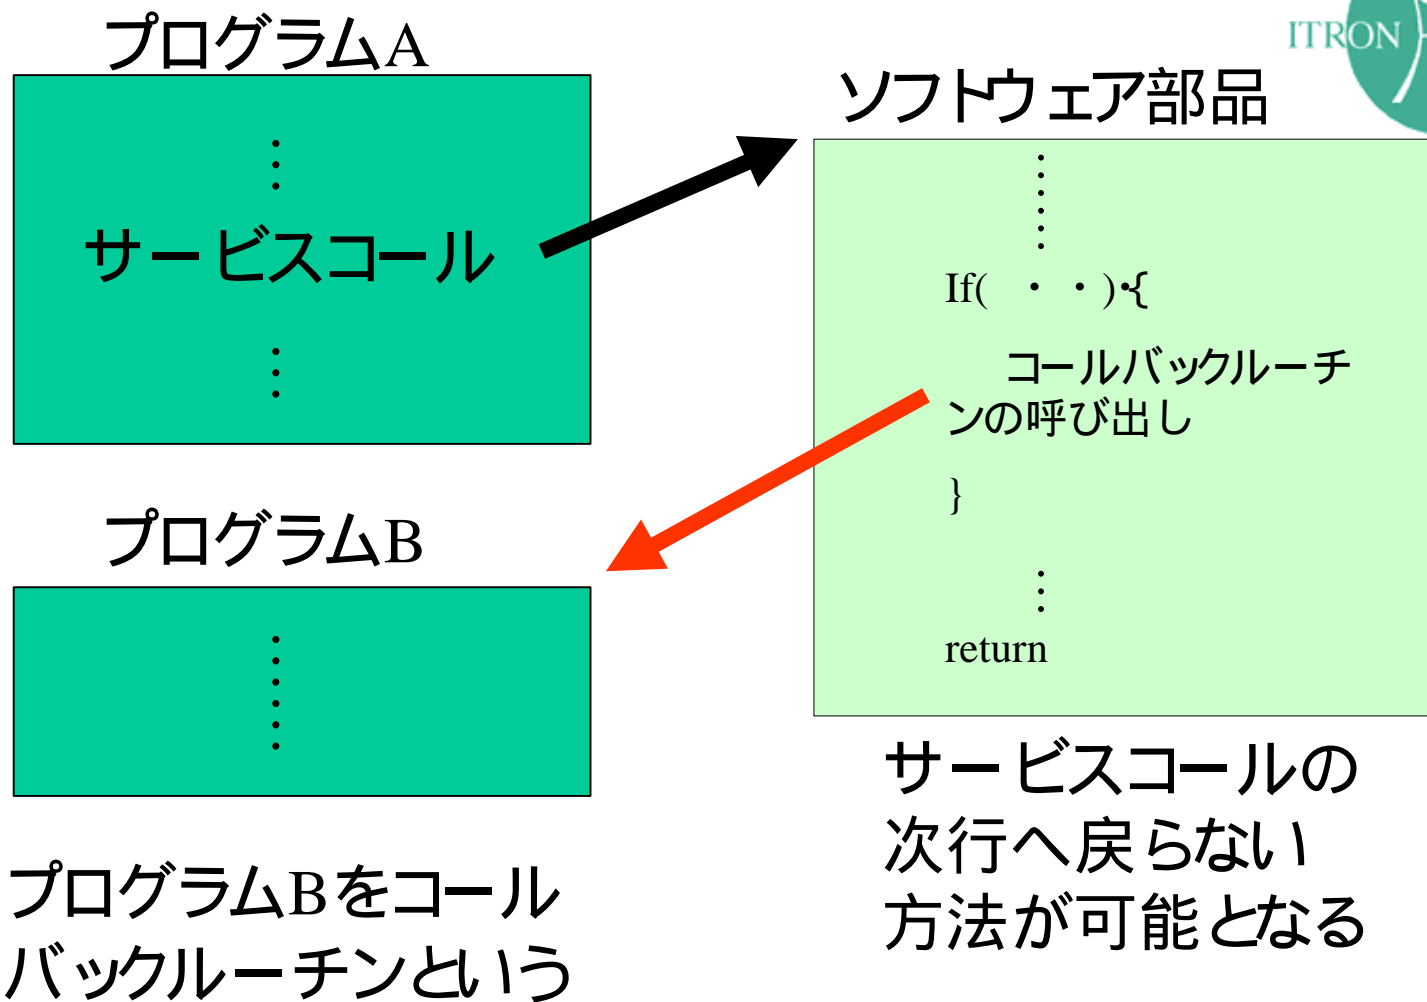 プログラムA
サービスコール
プログラムB
プログラムBをコール
バックルーチンという
ITRON
ソフトウェア部品
If( ・・)・{
コールバックルーチ
ンの呼び出し
}
return
サービスコールの
次行へ戻らない
方法が可能となる